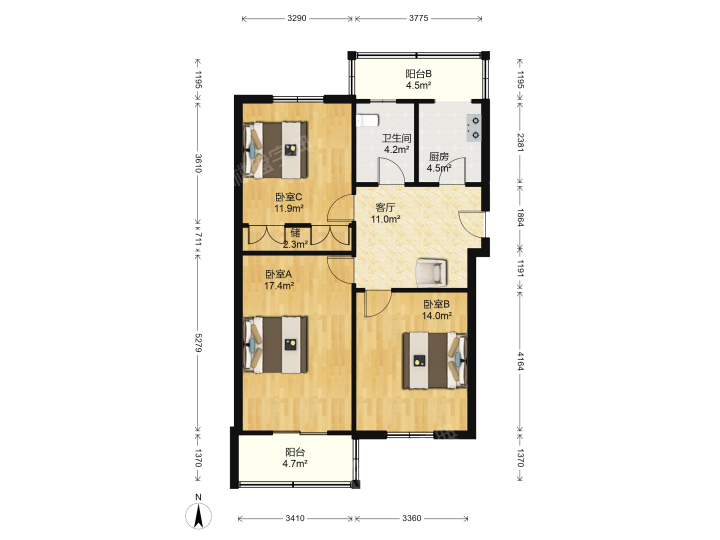 3290
3775
1195
1195
阳台B
4.5m²
3610
2381
卫生间
4.2m²
厨房
4.5m²
卧室C
11.9m²
客厅
11.0m²
1864
711
储
2.3m²
1191
卧室A
17.4m²
卧室B
14.0m²
5279
4164
阳台
4.7m²
1370
1370
N
3410
3360